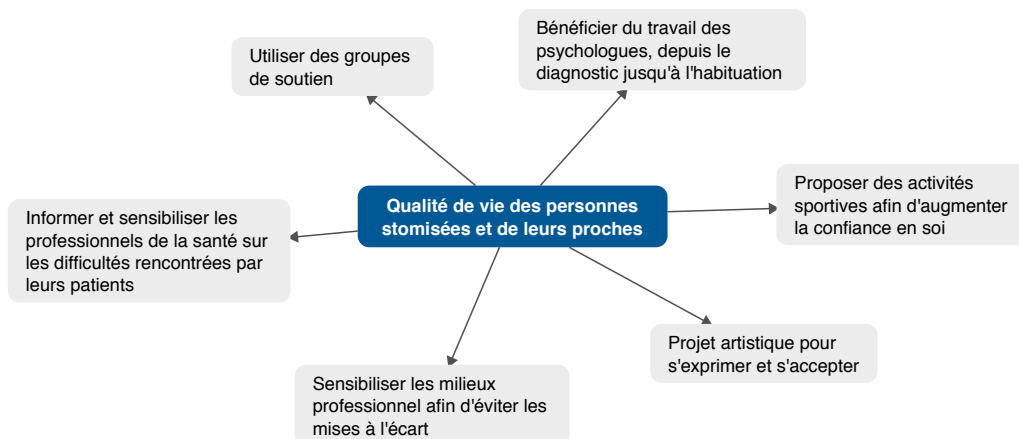 Bénéficier du travail des
psychologues, depuis le
diagnostic jusqu'à l'habituation
Utiliser des groupes
de soutien
Proposer des activités
sportives afin d'augmenter
la confiance en soi
Qualité de vie des personnes
stomisées et de leurs proches
Informer et sensibiliser les
professionnels de la santé sur
les difficultés rencontrées par
leurs patients
Projet artistique pour
s'exprimer et s'accepter
Sensibiliser les milieux
professionnel afin d'éviter les
mises à l'écart